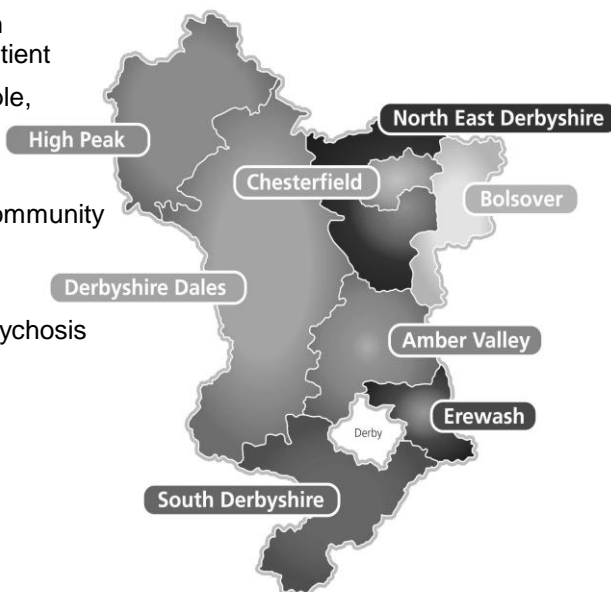 n
tient
ole,
ommunity
ychosis
North East Derbyshire
High Peak
Chesterfield
Bolsover
Derbyshire Dales
Amber Valley
Erewash
Derby
South Derbyshire